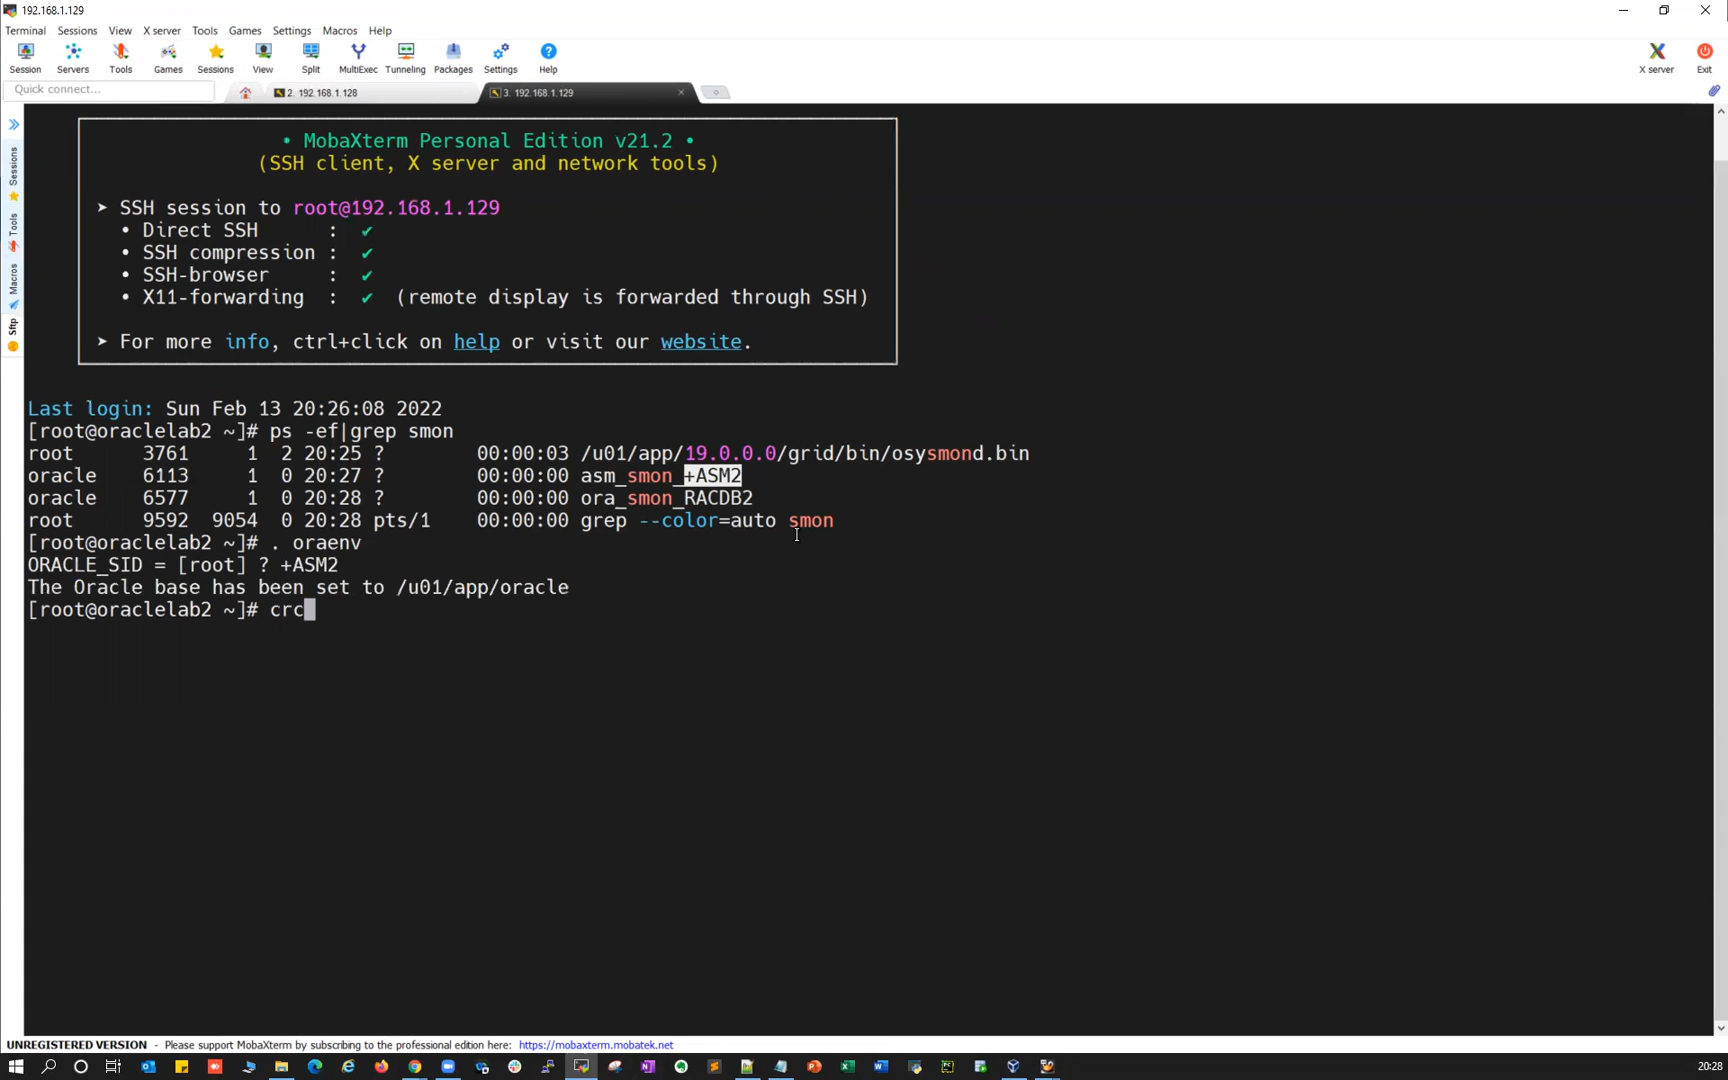 192.168.1.129
Terminal Sessions View X server Tools Games Settings Macros Help
Session Servers Tools Games Sessions View Split MultiExec Tunneling Packages Settings Help X server Exit
Quick connect...
2. 192.168.1.128
3. 192.168.1.129
Sessions
Tools
Macros
Sftp
• MobaXterm Personal Edition v21.2 •
(SSH client, X server and network tools)
➤ SSH session to root@192.168.1.129
• Direct SSH : ✔
• SSH compression : ✔
• SSH-browser : ✔
• X11-forwarding : ✔ (remote display is forwarded through SSH)
➤ For more info, ctrl+click on help or visit our website.
Last login: Sun Feb 13 20:26:08 2022
[root@oraclelab2 ~]# ps -ef|grep smon
root 3761 1 2 20:25 ? 00:00:03 /u01/app/19.0.0.0/grid/bin/osysmond.bin
oracle 6113 1 0 20:27 ? 00:00:00 asm_smon_+ASM2
oracle 6577 1 0 20:28 ? 00:00:00 ora_smon_RACDB2
root 9592 9054 0 20:28 pts/1 00:00:00 grep --color=auto smon
[root@oraclelab2 ~]# . oraenv
ORACLE_SID = [root] ? +ASM2
The Oracle base has been set to /u01/app/oracle
[root@oraclelab2 ~]# crc
UNREGISTERED VERSION - Please support MobaXterm by subscribing to the professional edition here: https://mobaxterm.mobatek.net
20:28